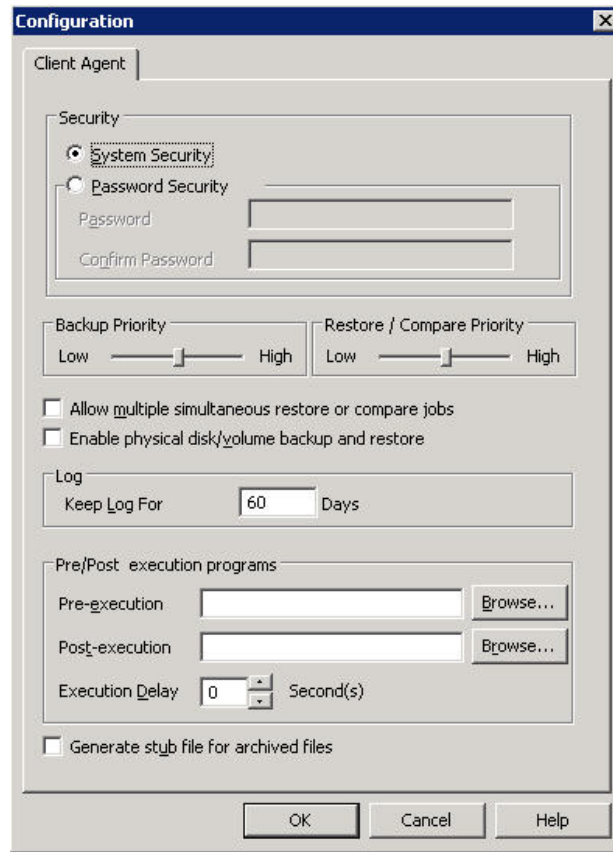 Configuration
Client Agent
Security
System Security
Password Security
Password
Confirm Password
Backup Priority
Low High
Restore / Compare Priority
Low High
Allow multiple simultaneous restore or compare jobs
Enable physical disk/volume backup and restore
Log
Keep Log For 60 Days
Pre/Post execution programs
Pre-execution Browse...
Post-execution Browse...
Execution Delay 0 Second(s)
Generate stub file for archived files
OK Cancel Help